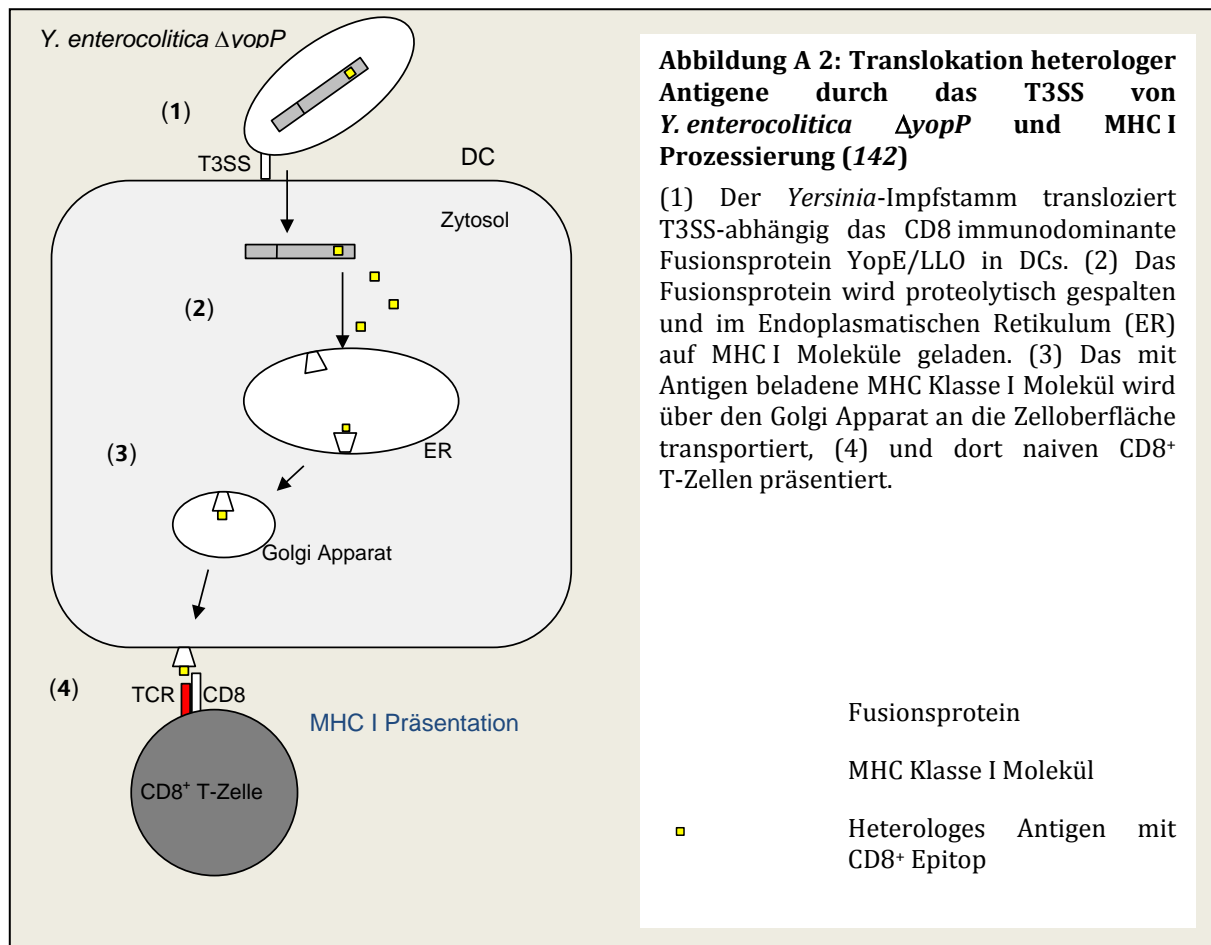 Y. enterocolitica ΔyopP
(1)
T3SS
DC
Zytosol
(2)
ER
(3)
Golgi Apparat
(4)
TCR
CD8
MHC I Präsentation
CD8⁺ T-Zelle
Abbildung A 2: Translokation heterologer
Antigene durch das T3SS von
Y. enterocolitica ΔyopP und MHC I
Prozessierung (142)
(1) Der Yersinia-Impfstamm transloziert
T3SS-abhängig das CD8 immunodominante
Fusionsprotein YopE/LLO in DCs. (2) Das
Fusionsprotein wird proteolytisch gespalten
und im Endoplasmatischen Retikulum (ER)
auf MHC I Moleküle geladen. (3) Das mit
Antigen beladene MHC Klasse I Molekül wird
über den Golgi Apparat an die Zelloberfläche
transportiert, (4) und dort naiven CD8⁺
T-Zellen präsentiert.
Fusionsprotein
MHC Klasse I Molekül
Heterologes Antigen mit
CD8⁺ Epitop